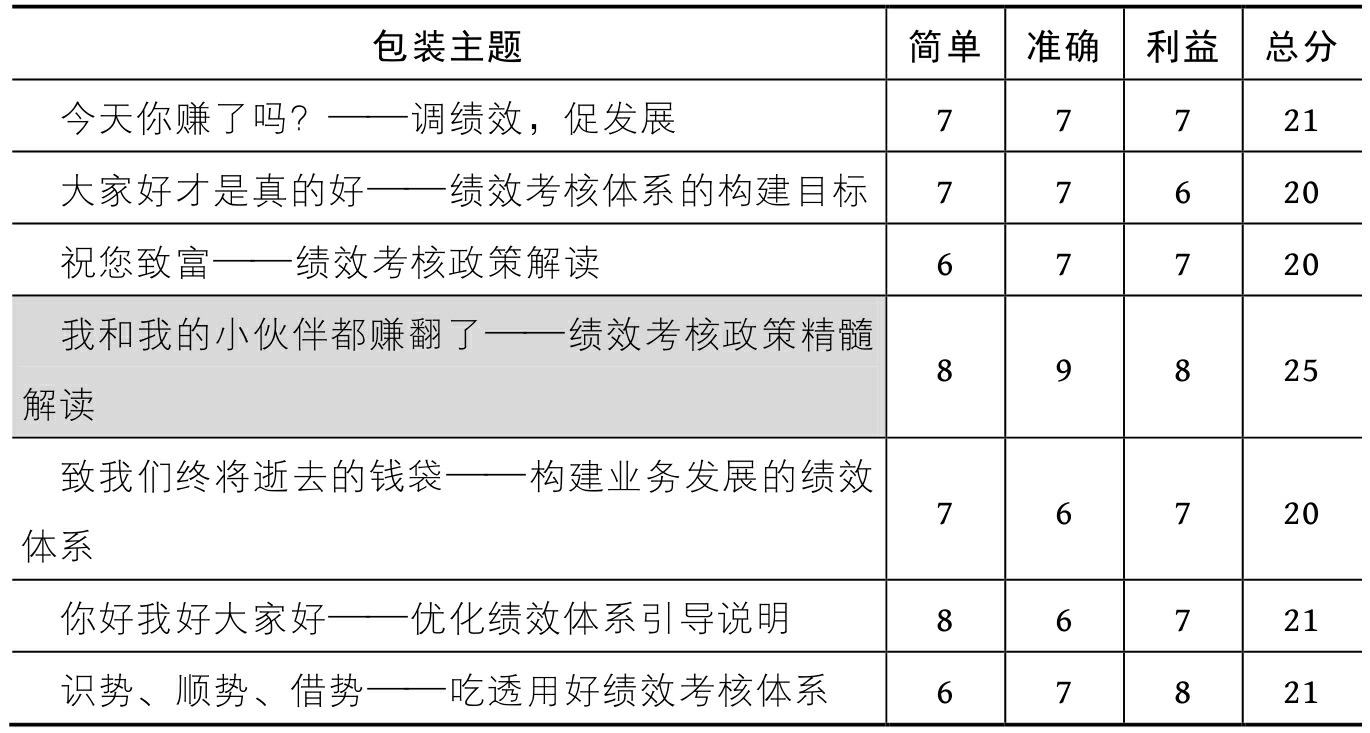 包装主题 简单 准确 利益 总分
今天你赚了吗？——调绩效，促发展 7 7 7 21
大家好才是真的好——绩效考核体系的构建目标 7 7 6 20
祝您致富——绩效考核政策解读 6 7 7 20
我和我的小伙伴都赚翻了——绩效考核政策精髓
解读 8 9 8 25
致我们终将逝去的钱袋——构建业务发展的绩效
体系 7 6 7 20
你好我好大家好——优化绩效体系引导说明 8 6 7 21
识势、顺势、借势——吃透用好绩效考核体系 6 7 8 21